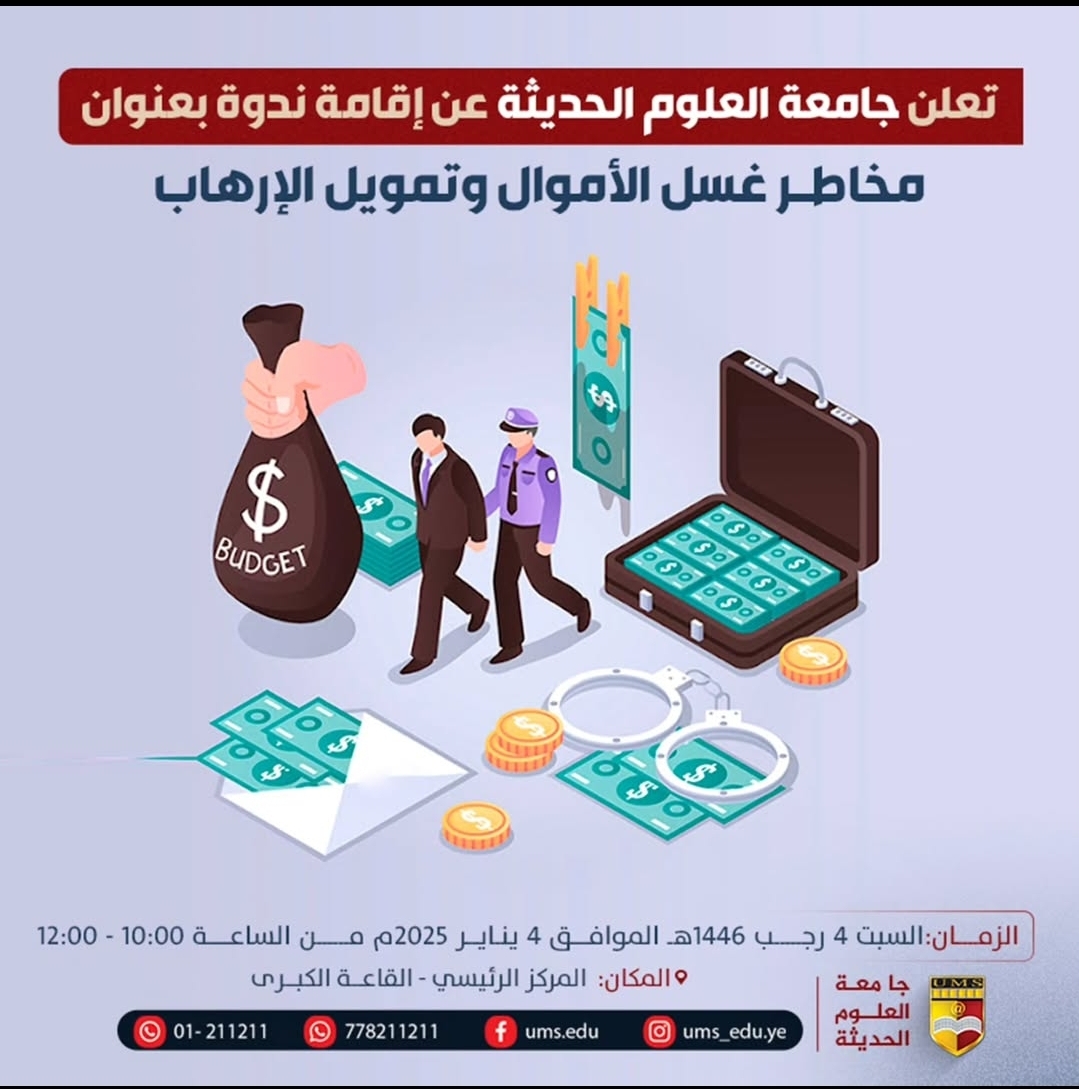 تعلن جامعة العلوم الحديثة عن إقامة ندوة بعنوان
مخاطر غسل الأموال وتمويل الإرهاب
$
BUDGET
الزمان: السبت 4 رجب 1446هـ الموافق 4 يناير 2025م من الساعة 10:00 - 12:00
المكان: المركز الرئيسي - القاعة الكبرى
01- 211211 778211211 ums.edu ums_edu.ye
جامعة
العلوم
الحديثة
UMS